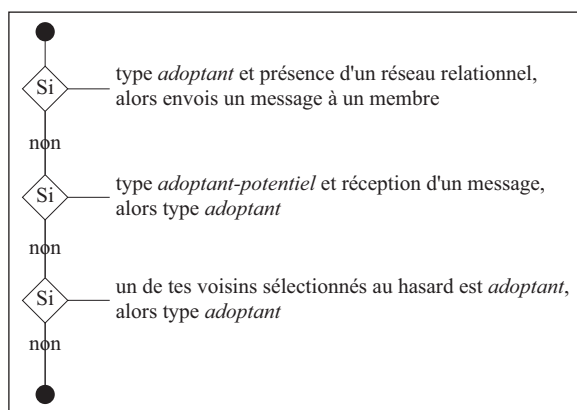 Si
type adoptant et présence d'un réseau relationnel,
alors envois un message à un membre
non
Si
type adoptant-potentiel et réception d'un message,
alors type adoptant
non
Si
un de tes voisins sélectionnés au hasard est adoptant,
alors type adoptant
non